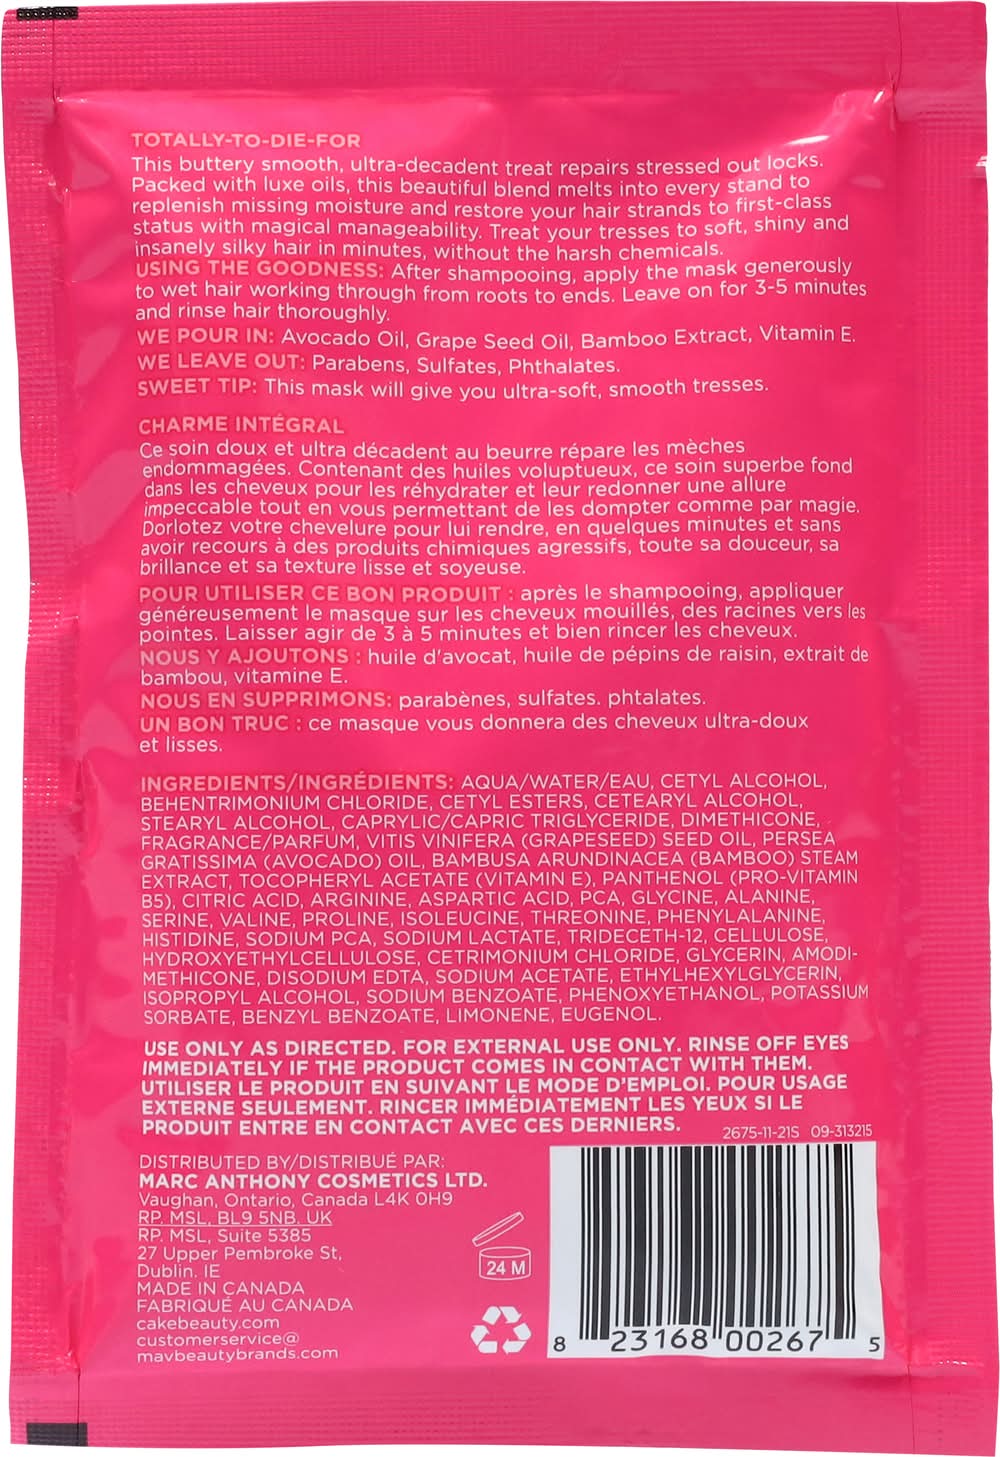 TOTALLY-TO-DIE-FOR
This buttery smooth, ultra-decadent treat repairs stressed out locks.
Packed with luxe oils, this beautiful blend melts into every stand to
replenish missing moisture and restore your hair strands to first-class
status with magical manageability. Treat your tresses to soft, shiny and
insanely silky hair in minutes, without the harsh chemicals.
USING THE GOODNESS: After shampooing, apply the mask generously
to wet hair working through from roots to ends. Leave on for 3-5 minutes
and rinse hair thoroughly.
WE POUR IN: Avocado Oil, Grape Seed Oil, Bamboo Extract, Vitamin E.
WE LEAVE OUT: Parabens, Sulfates, Phthalates.
SWEET TIP: This mask will give you ultra-soft, smooth tresses.
CHARME INTÉGRAL
Ce soin doux et ultra décadent au beurre répare les mèches
endommagées. Contenant des huiles voluptueux, ce soin superbe fond
dans les cheveux pour les réhydrater et leur redonner une allure
impeccable tout en vous permettant de les dompter comme par magie.
Dorlotez votre chevelure pour lui rendre, en quelques minutes et sans
avoir recours à des produits chimiques agressifs, toute sa douceur, sa
brillance et sa texture lisse et soyeuse.
POUR UTILISER CE BON PRODUIT : après le shampooing, appliquer
généreusement le masque sur les cheveux mouillés, des racines vers les
pointes. Laisser agir de 3 à 5 minutes et bien rincer les cheveux.
NOUS Y AJOUTONS : huile d'avocat, huile de pépins de raisin, extrait de
bambou, vitamine E.
NOUS EN SUPPRIMONS: parabènes, sulfates. phtalates.
UN BON TRUC : ce masque vous donnera des cheveux ultra-doux
et lisses.
INGREDIENTS/INGRÉDIENTS: AQUA/WATER/EAU, CETYL ALCOHOL,
BEHENTRIMONIUM CHLORIDE, CETYL ESTERS, CETEARYL ALCOHOL,
STEARYL ALCOHOL, CAPRYLIC/CAPRIC TRIGLYCERIDE, DIMETHICONE,
FRAGRANCE/PARFUM, VITIS VINIFERA (GRAPESEED) SEED OIL, PERSEA
GRATISSIMA (AVOCADO) OIL, BAMBUSA ARUNDINACEA (BAMBOO) STEAM
EXTRACT, TOCOPHERYL ACETATE (VITAMIN E), PANTHENOL (PRO-VITAMIN
B5), CITRIC ACID, ARGININE, ASPARTIC ACID, PCA, GLYCINE, ALANINE,
SERINE, VALINE, PROLINE, ISOLEUCINE, THREONINE, PHENYLALANINE,
HISTIDINE, SODIUM PCA, SODIUM LACTATE, TRIDECETH-12, CELLULOSE,
HYDROXYETHYLCELLULOSE, CETRIMONIUM CHLORIDE, GLYCERIN, AMODI-
METHICONE, DISODIUM EDTA, SODIUM ACETATE, ETHYLHEXYLGLYCERIN,
ISOPROPYL ALCOHOL, SODIUM BENZOATE, PHENOXYETHANOL, POTASSIUM
SORBATE, BENZYL BENZOATE, LIMONENE, EUGENOL.
USE ONLY AS DIRECTED. FOR EXTERNAL USE ONLY. RINSE OFF EYES
IMMEDIATELY IF THE PRODUCT COMES IN CONTACT WITH THEM.
UTILISER LE PRODUIT EN SUIVANT LE MODE D'EMPLOI. POUR USAGE
EXTERNE SEULEMENT. RINCER IMMÉDIATEMENT LES YEUX SI LE
PRODUIT ENTRE EN CONTACT AVEC CES DERNIERS.
2675-11-21S 09-313215
DISTRIBUTED BY/DISTRIBUÉ PAR:
MARC ANTHONY COSMETICS LTD.
Vaughan, Ontario, Canada L4K 0H9
RP. MSL, BL9 5NB. UK
RP. MSL, Suite 5385
27 Upper Pembroke St,
Dublin. IE
MADE IN CANADA
FABRIQUÉ AU CANADA
cakebeauty.com
customerservice@
mavbeautybrands.com
24 M
8 23168 00267 5